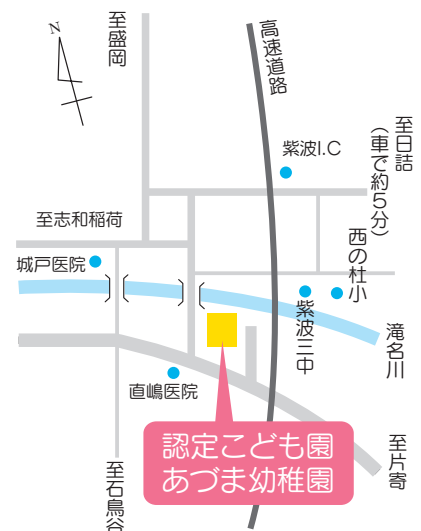 N
至盛岡
高速道路
紫波I.C
至日詰
（車で約5分）
至志和稲荷
西の杜小
城戸医院
紫波三中
滝名川
直嶋医院
認定こども園
あづま幼稚園
至片寄
至石鳥谷